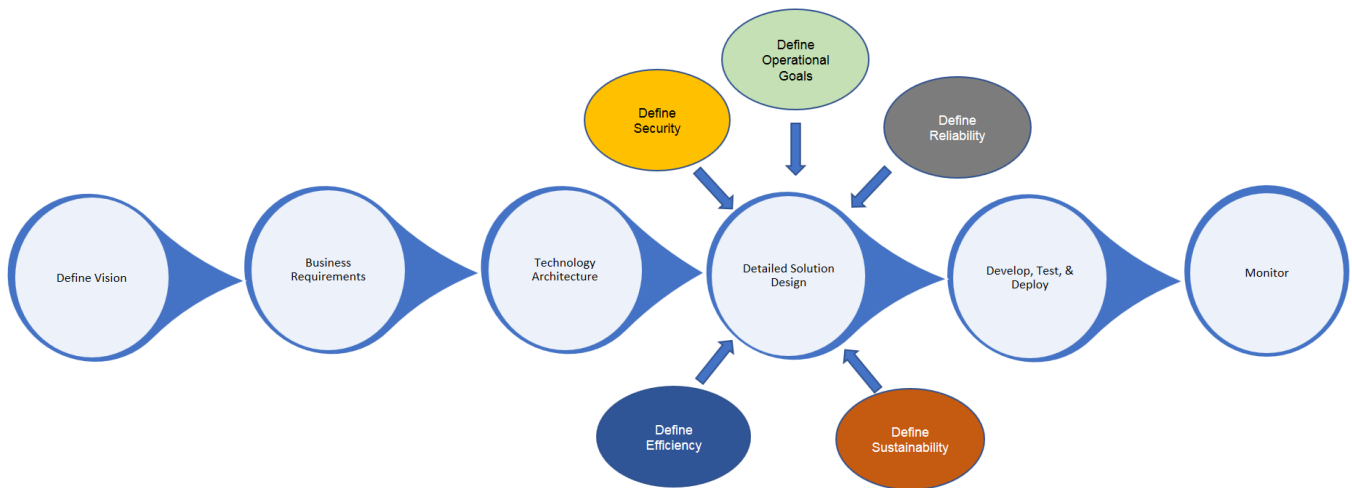 Define
Operational
Goals
Define
Security
Define
Reliability
Define Vision
Business
Requirements
Technology
Architecture
Detailed Solution
Design
Develop, Test, &
Deploy
Monitor
Define
Efficiency
Define
Sustainability